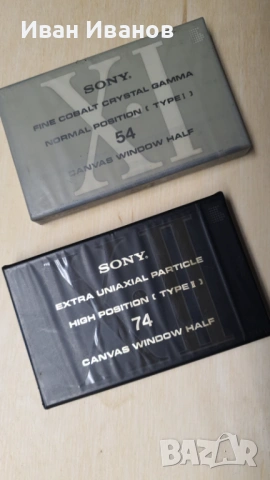 Иван Иванов
SONY
FINE COBALT CRYSTAL GAMMA
NORMAL POSITION (TYPE I)
54
CANVAS WINDOW HALF
X-I
SONY
EXTRA UNIAXIAL PARTICLE
HIGH POSITION (TYPE II)
74
CANVAS WINDOW HALF
bazar